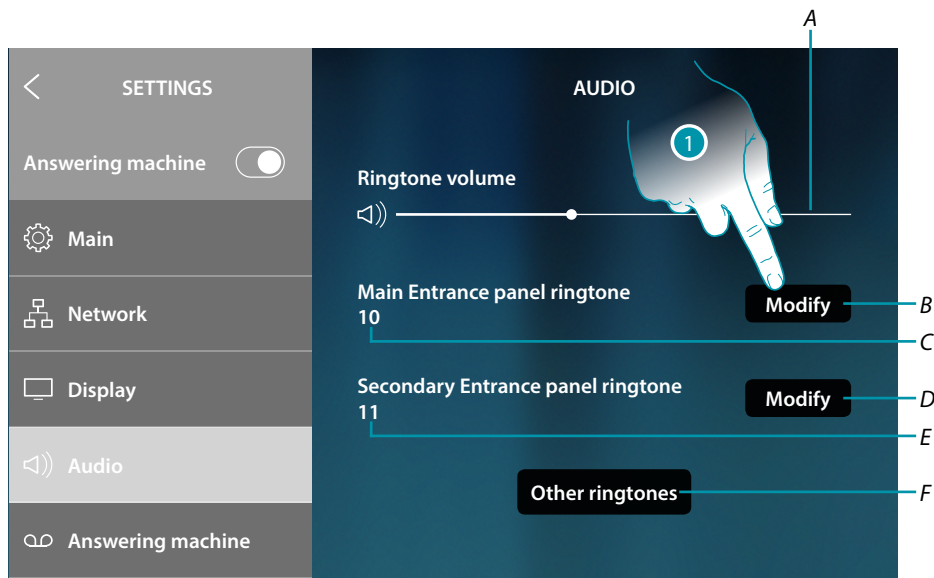 A
SETTINGS
AUDIO
Answering machine
1
Ringtone volume
Main
Main Entrance panel ringtone
10
Modify
B
C
Network
Display
Secondary Entrance panel ringtone
11
Modify
D
E
Audio
Other ringtones
F
Answering machine